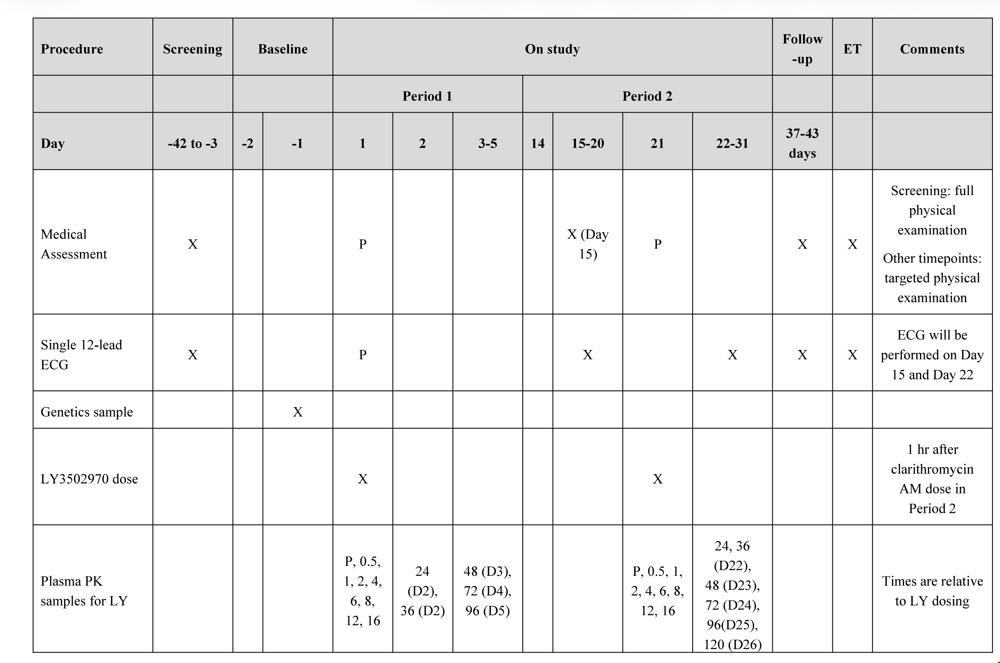 Procedure Screening Baseline On study Follow
-up ET Comments
Period 1 Period 2
Day -42 to -3 -2 -1 1 2 3-5 14 15-20 21 22-31 37-43
days
Medical
Assessment
X
P
X (Day
15)
P
X
X
Screening: full
physical
examination
Other timepoints:
targeted physical
examination
Single 12-lead
ECG
X
P
X
X
X
X
ECG will be
performed on Day
15 and Day 22
Genetics sample
X
LY3502970 dose
X
X
1 hr after
clarithromycin
AM dose in
Period 2
Plasma PK
samples for LY
P, 0.5,
1, 2, 4,
6, 8,
12, 16
24
(D2),
36 (D2)
48 (D3),
72 (D4),
96 (D5)
P, 0.5, 1,
2, 4, 6, 8,
12, 16
24, 36
(D22),
48 (D23),
72 (D24),
96(D25),
120 (D26)
Times are relative
to LY dosing